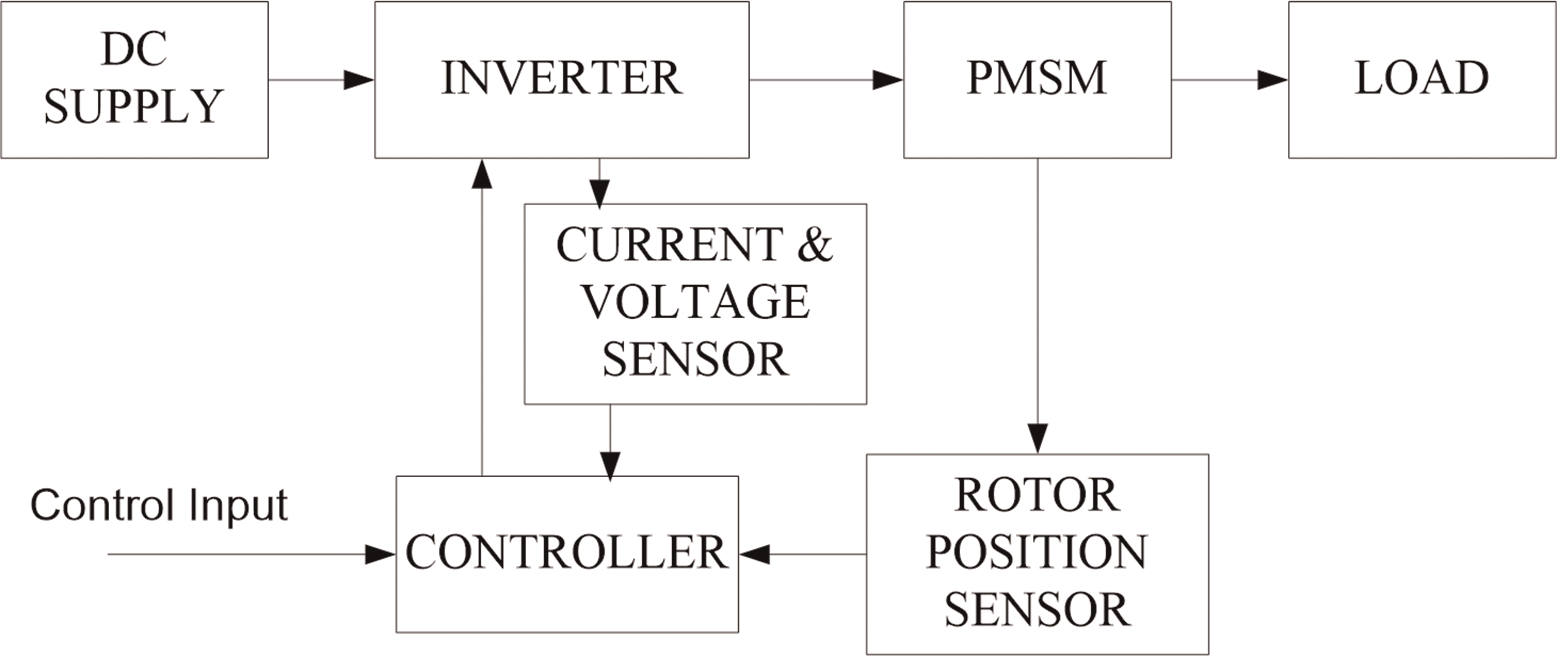 DC
SUPPLY
INVERTER
PMSM
LOAD
CURRENT &
VOLTAGE
SENSOR
Control Input
CONTROLLER
ROTOR
POSITION
SENSOR